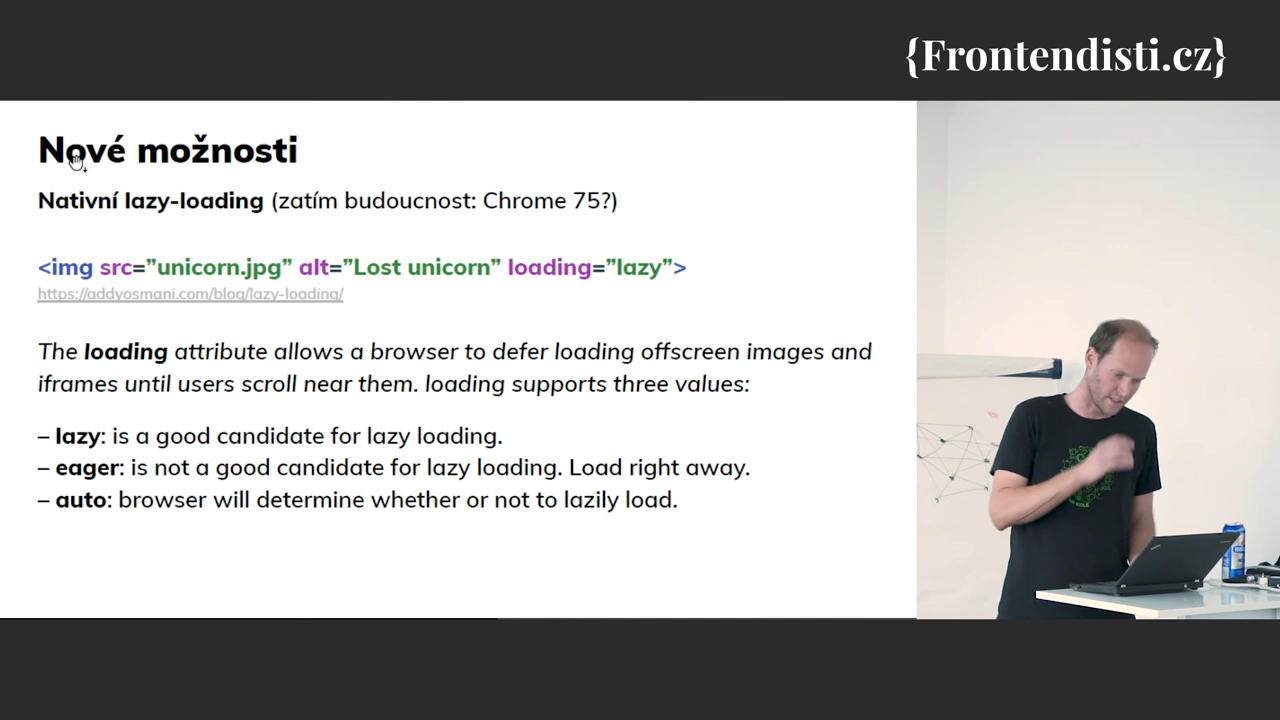 {Frontendisti.cz}
Nové možnosti
Nativní lazy-loading (zatím budoucnost: Chrome 75?)
<img src=”unicorn.jpg” alt=”Lost unicorn” loading=”lazy”>
https://addyosmani.com/blog/lazy-loading/
The loading attribute allows a browser to defer loading offscreen images and
iframes until users scroll near them. loading supports three values:
– lazy: is a good candidate for lazy loading.
– eager: is not a good candidate for lazy loading. Load right away.
– auto: browser will determine whether or not to lazily load.